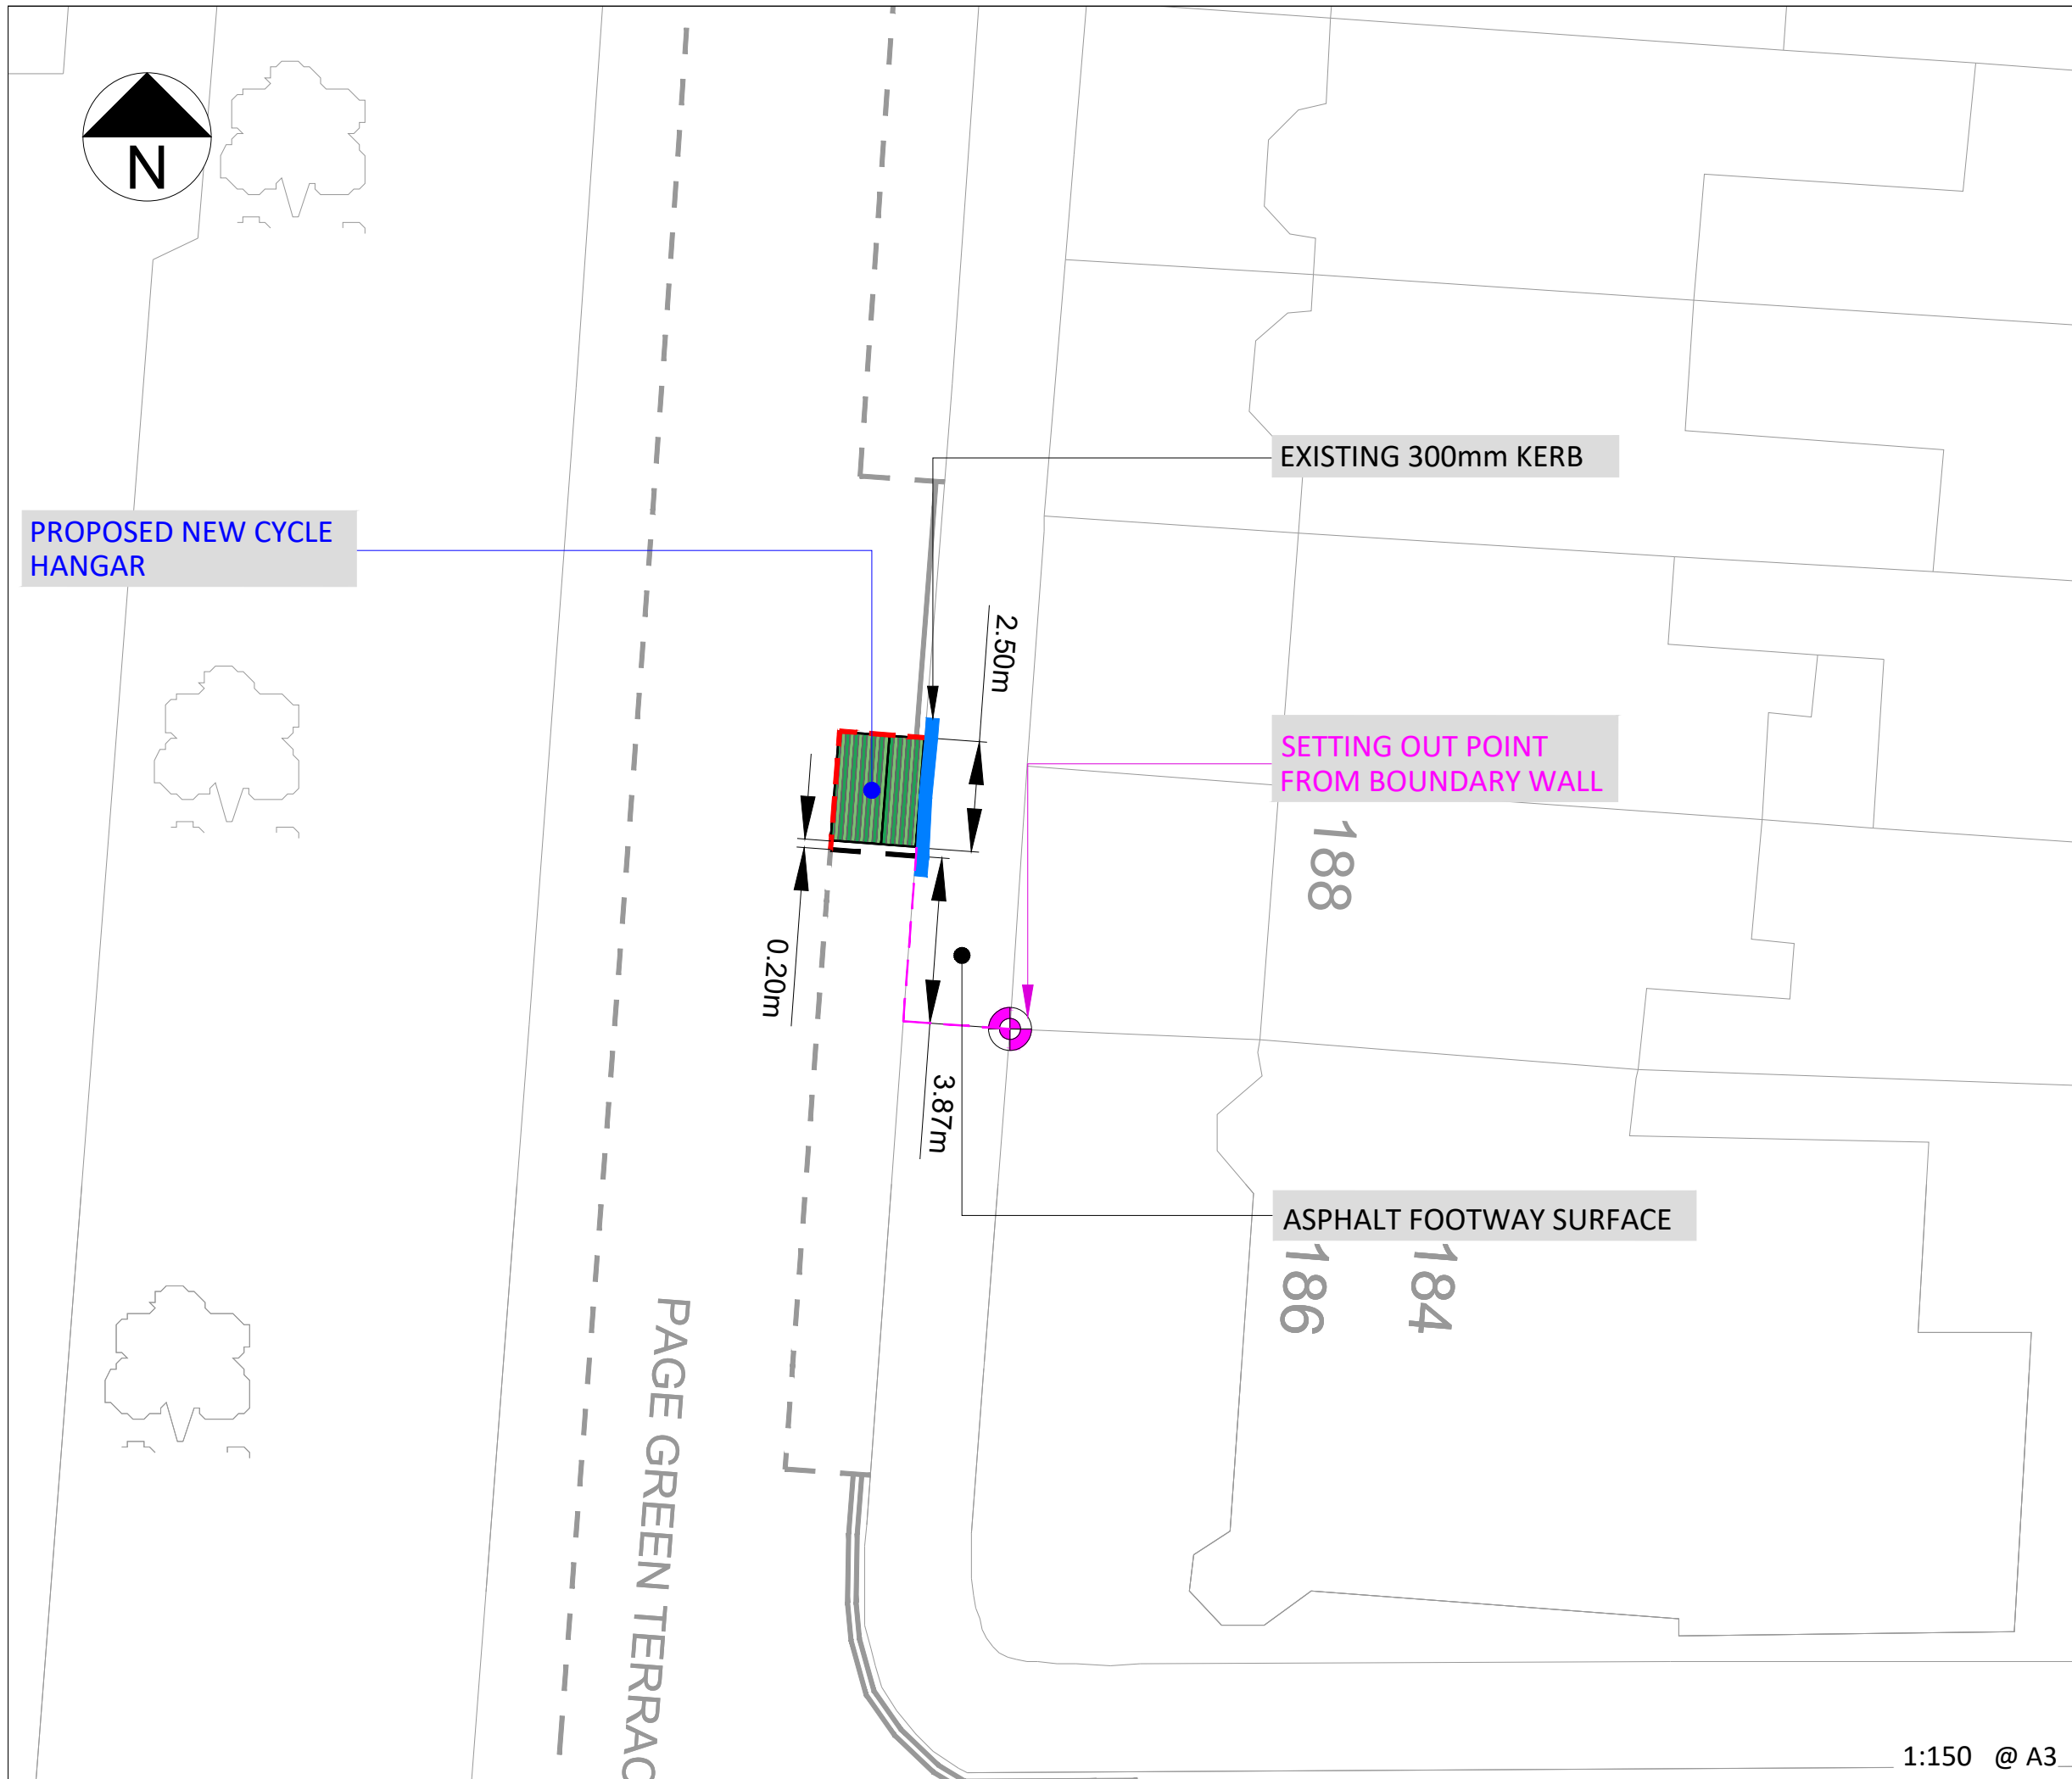 N
EXISTING 300mm KERB
PROPOSED NEW CYCLE
HANGAR
2.50m
SETTING OUT POINT
FROM BOUNDARY WALL
188
0.20m
3.87m
ASPHALT FOOTWAY SURFACE
186
184
PAGE GREEN TERRAC
1:150 @ A3